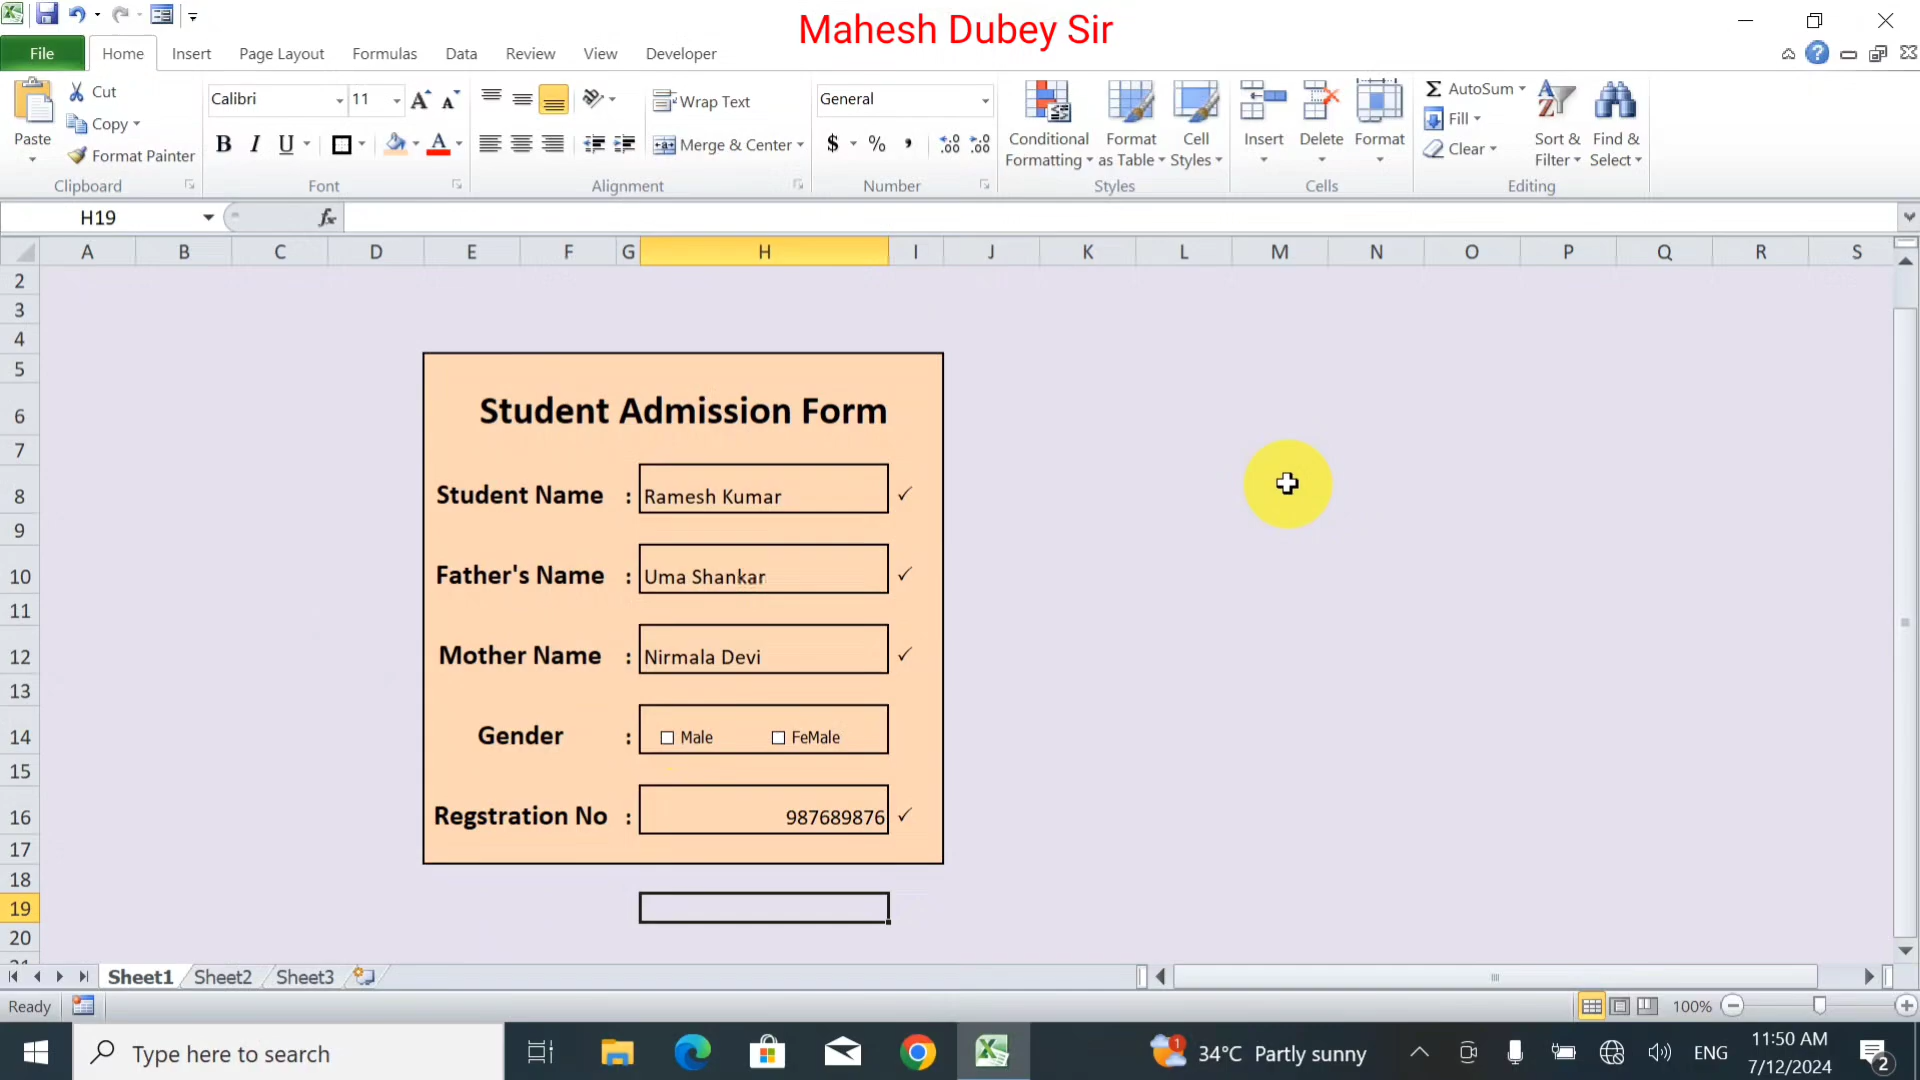 Mahesh Dubey Sir
File Home Insert Page Layout Formulas Data Review View Developer
Paste
Cut
Copy
Format Painter
Clipboard
Calibri 11
B I U
Font
Wrap Text
Merge & Center
Alignment
General
$ % ,
Number
Conditional Formatting
Format as Table
Cell Styles
Styles
Insert
Delete
Format
Cells
Σ AutoSum
Fill
Clear
Sort & Filter
Find & Select
Editing
H19 fx
A B C D E F G H I J K L M N O P Q R S
2
3
4
5
6 Student Admission Form
7
8 Student Name : Ramesh Kumar ✓
9
10 Father's Name : Uma Shankar ✓
11
12 Mother Name : Nirmala Devi ✓
13
14 Gender : Male FeMale
15
16 Regstration No : 987689876 ✓
17
18
19
20
Sheet1 Sheet2 Sheet3
Ready 100%
Type here to search
1
34°C Partly sunny
ENG
11:50 AM
7/12/2024
2